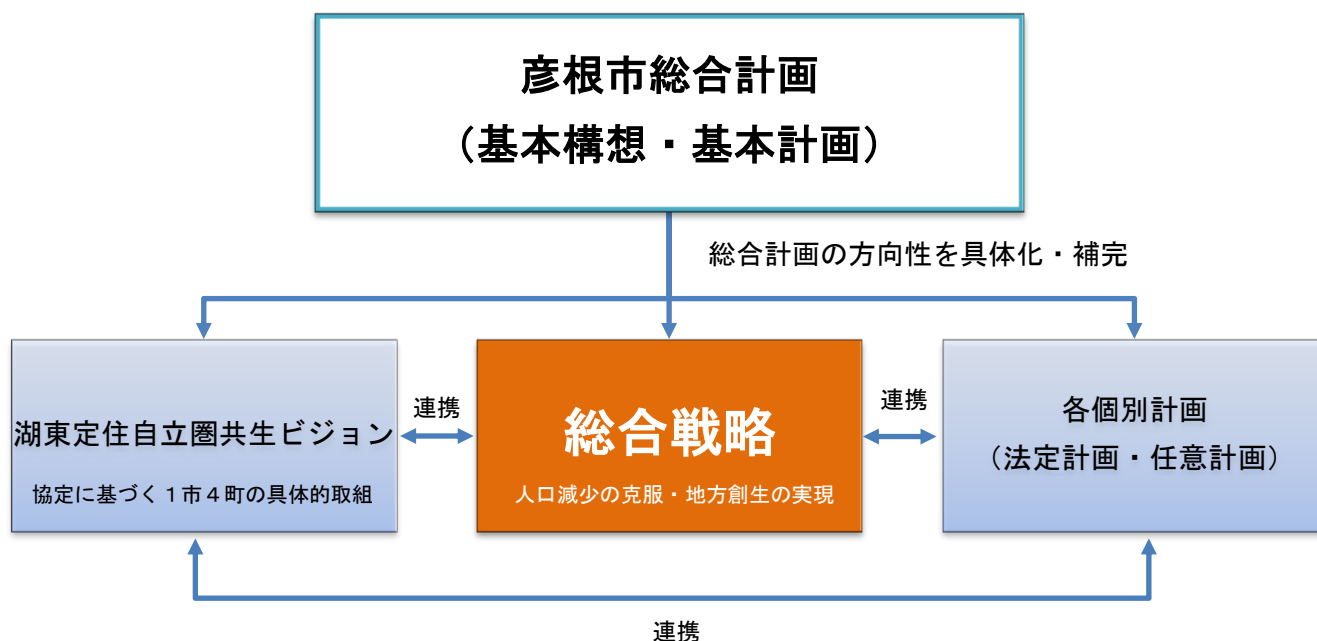 彦根市総合計画
（基本構想・基本計画）
総合計画の方向性を具体化・補完
湖東定住自立圏共生ビジョン
協定に基づく１市４町の具体的取組
連携
総合戦略
人口減少の克服・地方創生の実現
連携
各個別計画
（法定計画・任意計画）
連携